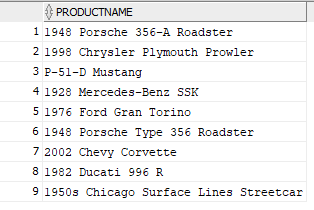 PRODUCTNAME
1 1948 Porsche 356-A Roadster
2 1998 Chrysler Plymouth Prowler
3 P-51-D Mustang
4 1928 Mercedes-Benz SSK
5 1976 Ford Gran Torino
6 1948 Porsche Type 356 Roadster
7 2002 Chevy Corvette
8 1982 Ducati 996 R
9 1950s Chicago Surface Lines Streetcar